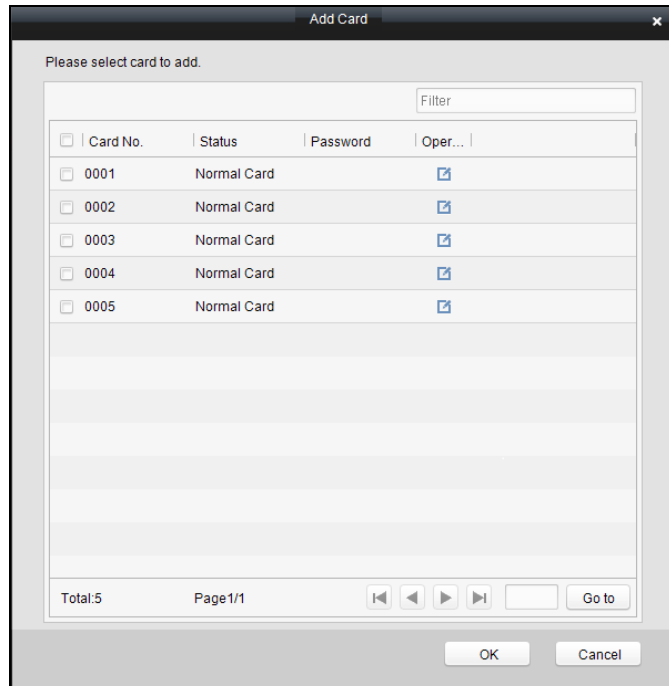 Add Card
Please select card to add.
Filter
Card No. Status Password Oper...
0001 Normal Card
0002 Normal Card
0003 Normal Card
0004 Normal Card
0005 Normal Card
Total:5 Page1/1 Go to
OK Cancel